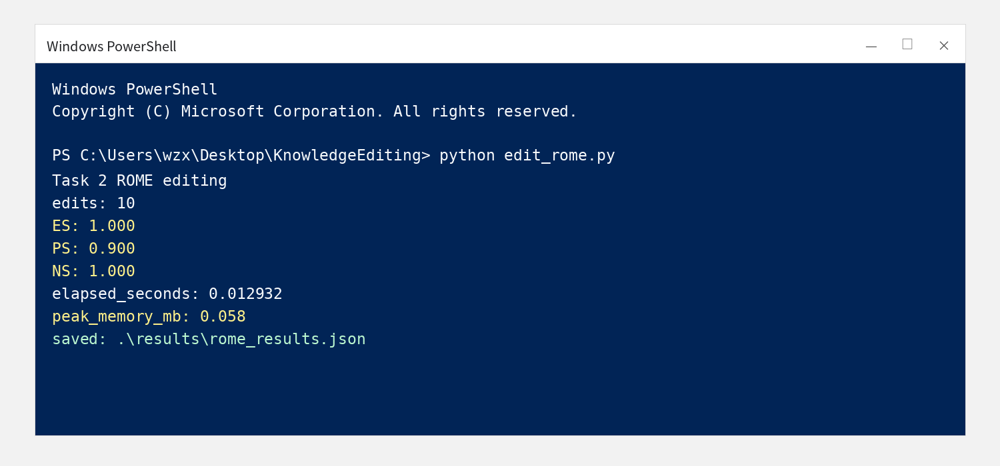 Windows PowerShell
Windows PowerShell
Copyright (C) Microsoft Corporation. All rights reserved.
PS C:\Users\wzx\Desktop\KnowledgeEditing> python edit_rome.py
Task 2 ROME editing
edits: 10
ES: 1.000
PS: 0.900
NS: 1.000
elapsed_seconds: 0.012932
peak_memory_mb: 0.058
saved: .\results\rome_results.json